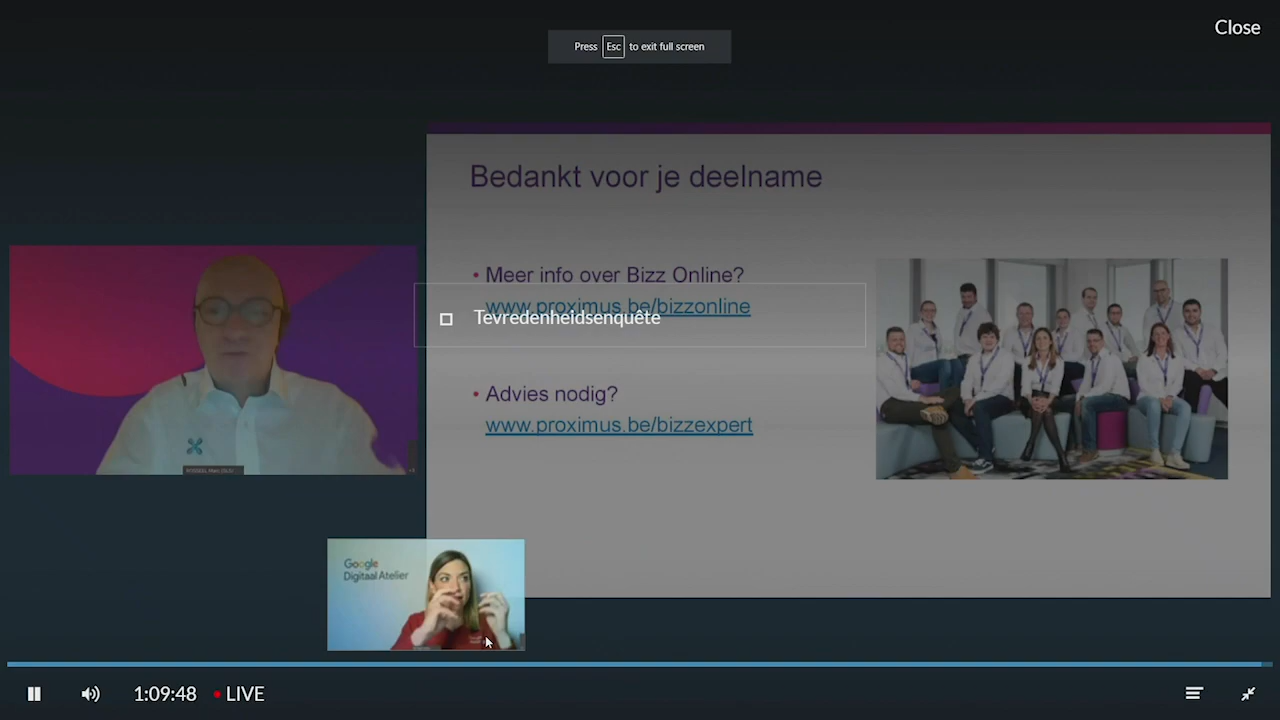 Close
Press Esc to exit full screen
Bedankt voor je deelname
• Meer info over Bizz Online?
www.proximus.be/bizzonline
Tevredenheidsenquête
• Advies nodig?
www.proximus.be/bizzexpert
Google
Digitaal Atelier
1:09:48 • LIVE